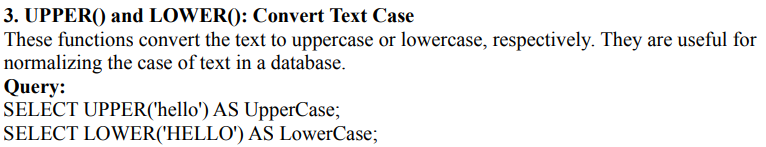 3. UPPER() and LOWER(): Convert Text Case
These functions convert the text to uppercase or lowercase, respectively. They are useful for
normalizing the case of text in a database.
Query:
SELECT UPPER('hello') AS UpperCase;
SELECT LOWER('HELLO') AS LowerCase;